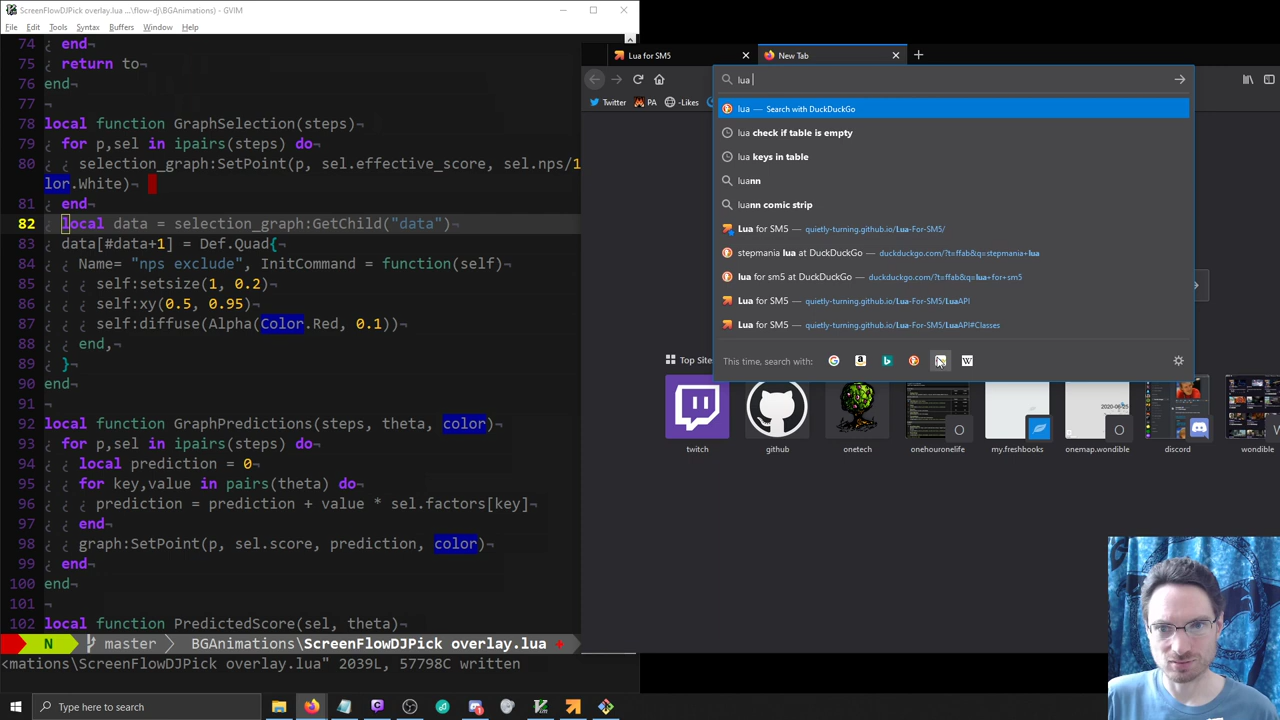 ScreenFlowDJPick overlay.lua ...\flow-dj\BGAnimations) - GVIM
File Edit Tools Syntax Buffers Window Help
74 ¿ end¬
75 ¿ return to¬
76 end¬
77 ¬
78 local function GraphSelection(steps)¬
79 ¿ for p,sel in ipairs(steps) do¬
80 ¿ ¿ selection_graph:SetPoint(p, sel.effective_score, sel.nps/1
lor.White)¬
81 ¿ end¬
82 ¿ local data = selection_graph:GetChild("data")¬
83 ¿ data[#data+1] = Def.Quad{¬
84 ¿ ¿ Name= "nps exclude", InitCommand = function(self)¬
85 ¿ ¿ ¿ self:setsize(1, 0.2)¬
86 ¿ ¿ ¿ self:xy(0.5, 0.95)¬
87 ¿ ¿ ¿ self:diffuse(Alpha(Color.Red, 0.1))¬
88 ¿ ¿ end,¬
89 ¿ }¬
90 end¬
91 ¬
92 local function GraphPredictions(steps, theta, color)¬
93 ¿ for p,sel in ipairs(steps) do¬
94 ¿ ¿ local prediction = 0¬
95 ¿ ¿ for key,value in pairs(theta) do¬
96 ¿ ¿ ¿ prediction = prediction + value * sel.factors[key]¬
97 ¿ ¿ end¬
98 ¿ ¿ graph:SetPoint(p, sel.score, prediction, color)¬
99 ¿ end¬
100 end¬
101 ¬
102 local function PredictedScore(sel, theta)¬
N master BGAnimations\ScreenFlowDJPick overlay.lua +
<mations\ScreenFlowDJPick overlay.lua" 2039L, 57798C written
Lua for SM5
New Tab
lua
Twitter PA -Likes
lua — Search with DuckDuckGo
lua check if table is empty
lua keys in table
luann
luann comic strip
Lua for SM5 — quietly-turning.github.io/Lua-For-SM5/
stepmania lua at DuckDuckGo — duckduckgo.com/?t=ffab&q=stepmania+lua
lua for sm5 at DuckDuckGo — duckduckgo.com/?t=ffab&q=lua+for+sm5
Lua for SM5 — quietly-turning.github.io/Lua-For-SM5/LuaAPI
Lua for SM5 — quietly-turning.github.io/Lua-For-SM5/LuaAPI#Classes
This time, search with:
Top Site
O
2020-06-25
O
twitch github onetech onehouronelife my.freshbooks onemap.wondible discord wondible
Type here to search